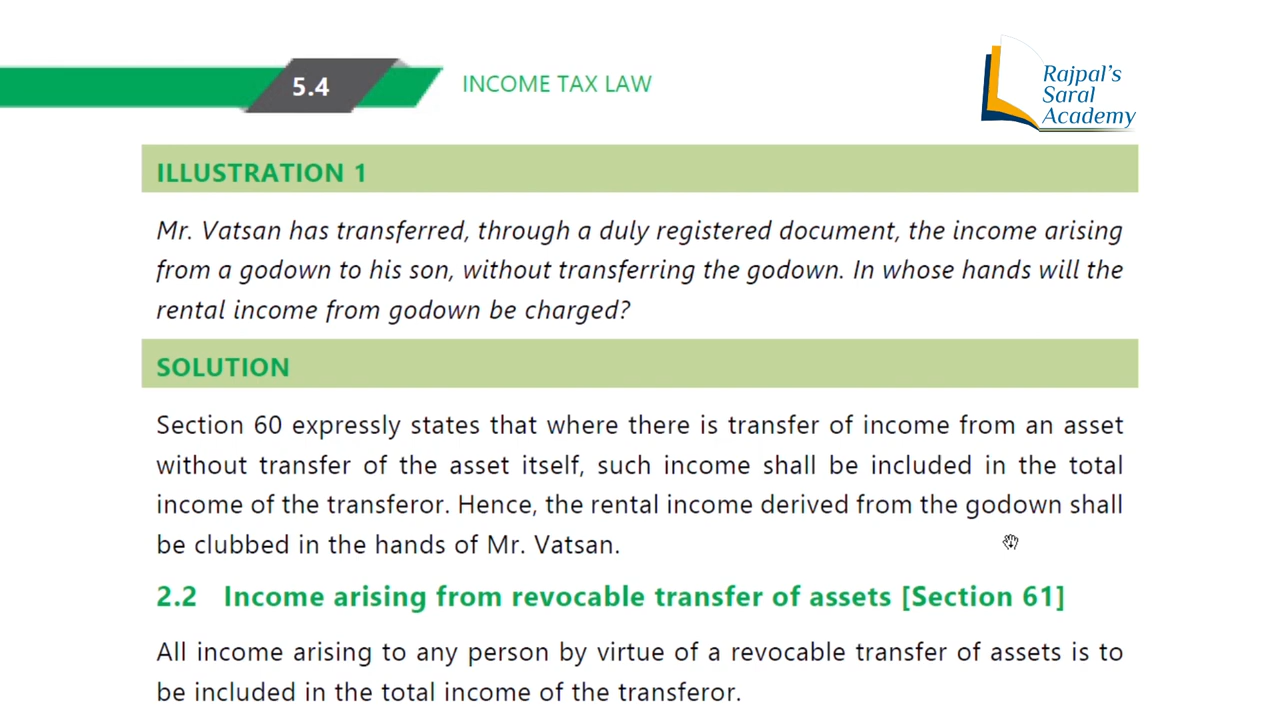 5.4 INCOME TAX LAW
Rajpal's
Saral
Academy
ILLUSTRATION 1
Mr. Vatsan has transferred, through a duly registered document, the income arising
from a godown to his son, without transferring the godown. In whose hands will the
rental income from godown be charged?
SOLUTION
Section 60 expressly states that where there is transfer of income from an asset
without transfer of the asset itself, such income shall be included in the total
income of the transferor. Hence, the rental income derived from the godown shall
be clubbed in the hands of Mr. Vatsan.
2.2 Income arising from revocable transfer of assets [Section 61]
All income arising to any person by virtue of a revocable transfer of assets is to
be included in the total income of the transferor.